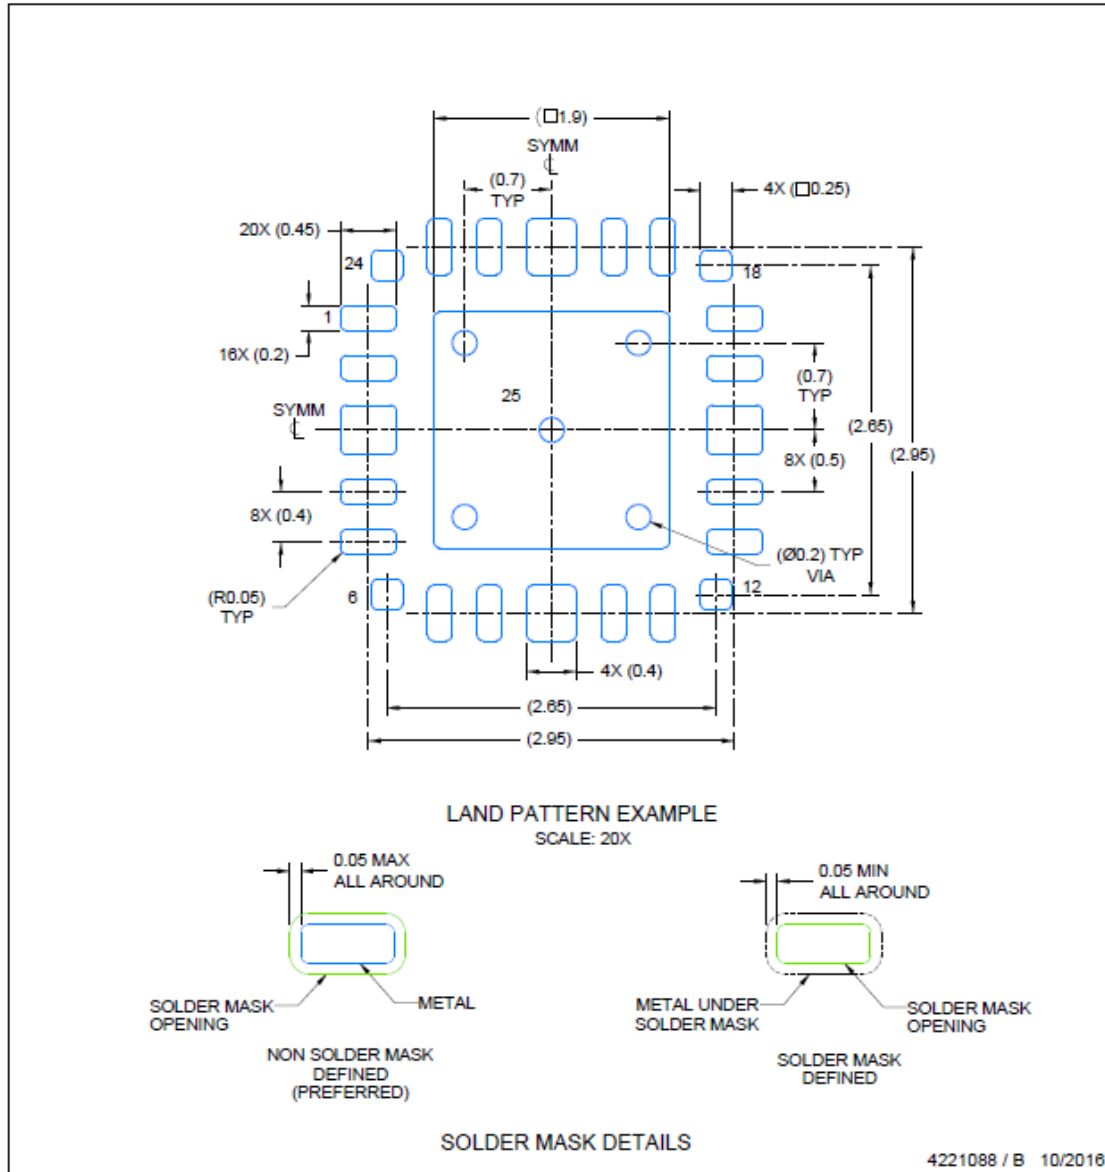 (□1.9)
SYMM
℄
(0.7)
TYP
4X (□0.25)
20X (0.45)
24
18
1
16X (0.2)
(0.7)
TYP
25
SYMM
℄
(2.65)
(2.95)
8X (0.5)
8X (0.4)
(Ø0.2) TYP
VIA
(R0.05)
TYP
6
12
4X (0.4)
(2.65)
(2.95)
LAND PATTERN EXAMPLE
SCALE: 20X
0.05 MAX
ALL AROUND
0.05 MIN
ALL AROUND
SOLDER MASK
OPENING
METAL
METAL UNDER
SOLDER MASK
SOLDER MASK
OPENING
NON SOLDER MASK
DEFINED
(PREFERRED)
SOLDER MASK
DEFINED
SOLDER MASK DETAILS
4221088 / B 10/2016